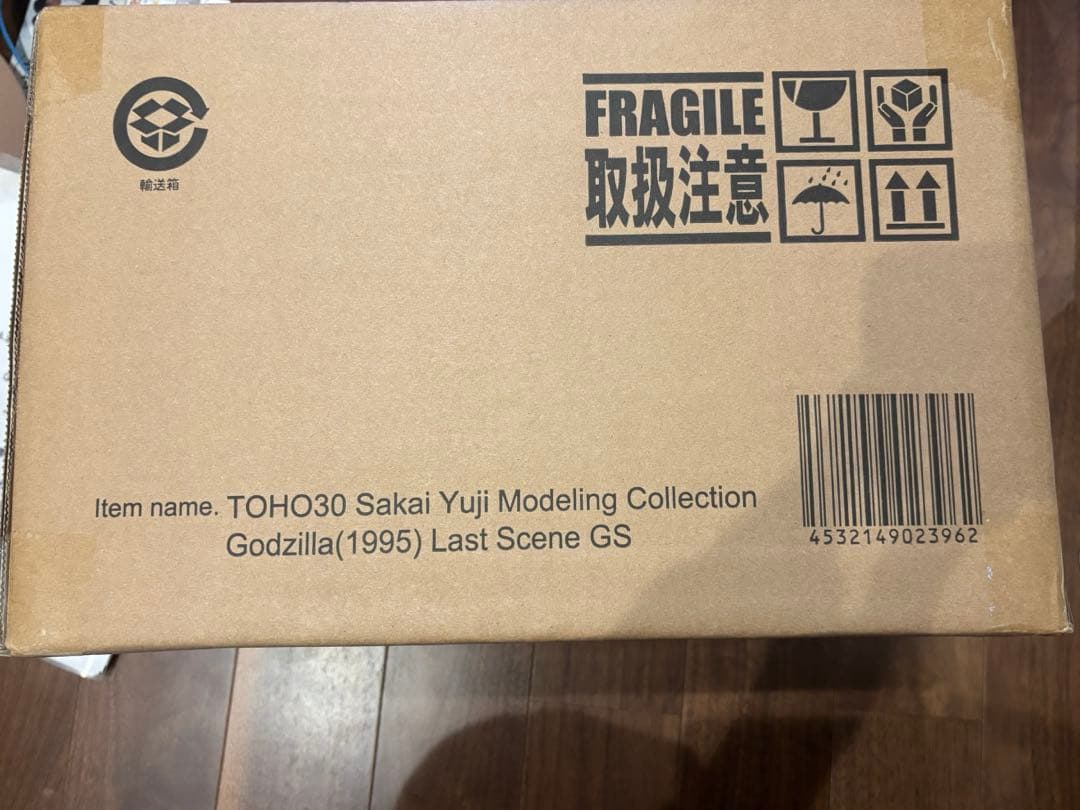 輸送箱
FRAGILE
取扱注意
Item name. TOHO30 Sakai Yuji Modeling Collection
Godzilla(1995) Last Scene GS
4532149023962